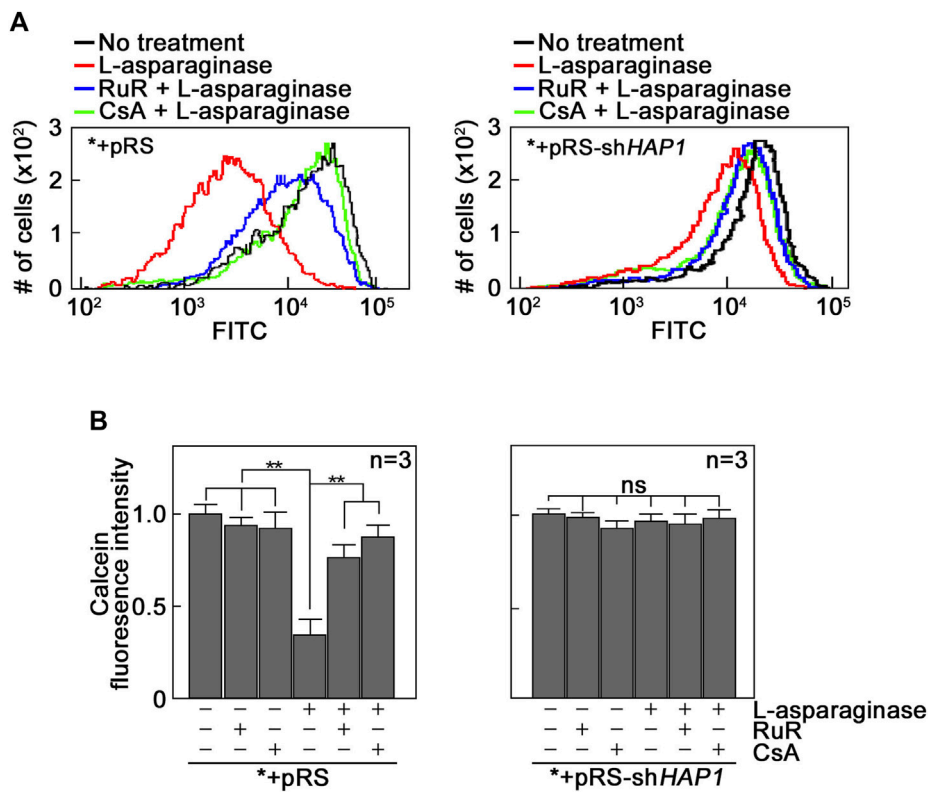 A
No treatment
L-asparaginase
RuR + L-asparaginase
CsA + L-asparaginase
*+pRS
# of cells (x10²)
3
2
1
0
10² 10³ 10⁴ 10⁵
FITC
No treatment
L-asparaginase
RuR + L-asparaginase
CsA + L-asparaginase
*+pRS-shHAP1
# of cells (x10²)
3
2
1
0
10² 10³ 10⁴ 10⁵
FITC
B
n=3
** **
Calcein
fluoresence intensity
1.0
0.5
0
− − − + + +
− + − − + −
− − + − − +
*+pRS
n=3
ns
− − − + + + L-asparaginase
− + − − + − RuR
− − + − − + CsA
*+pRS-shHAP1